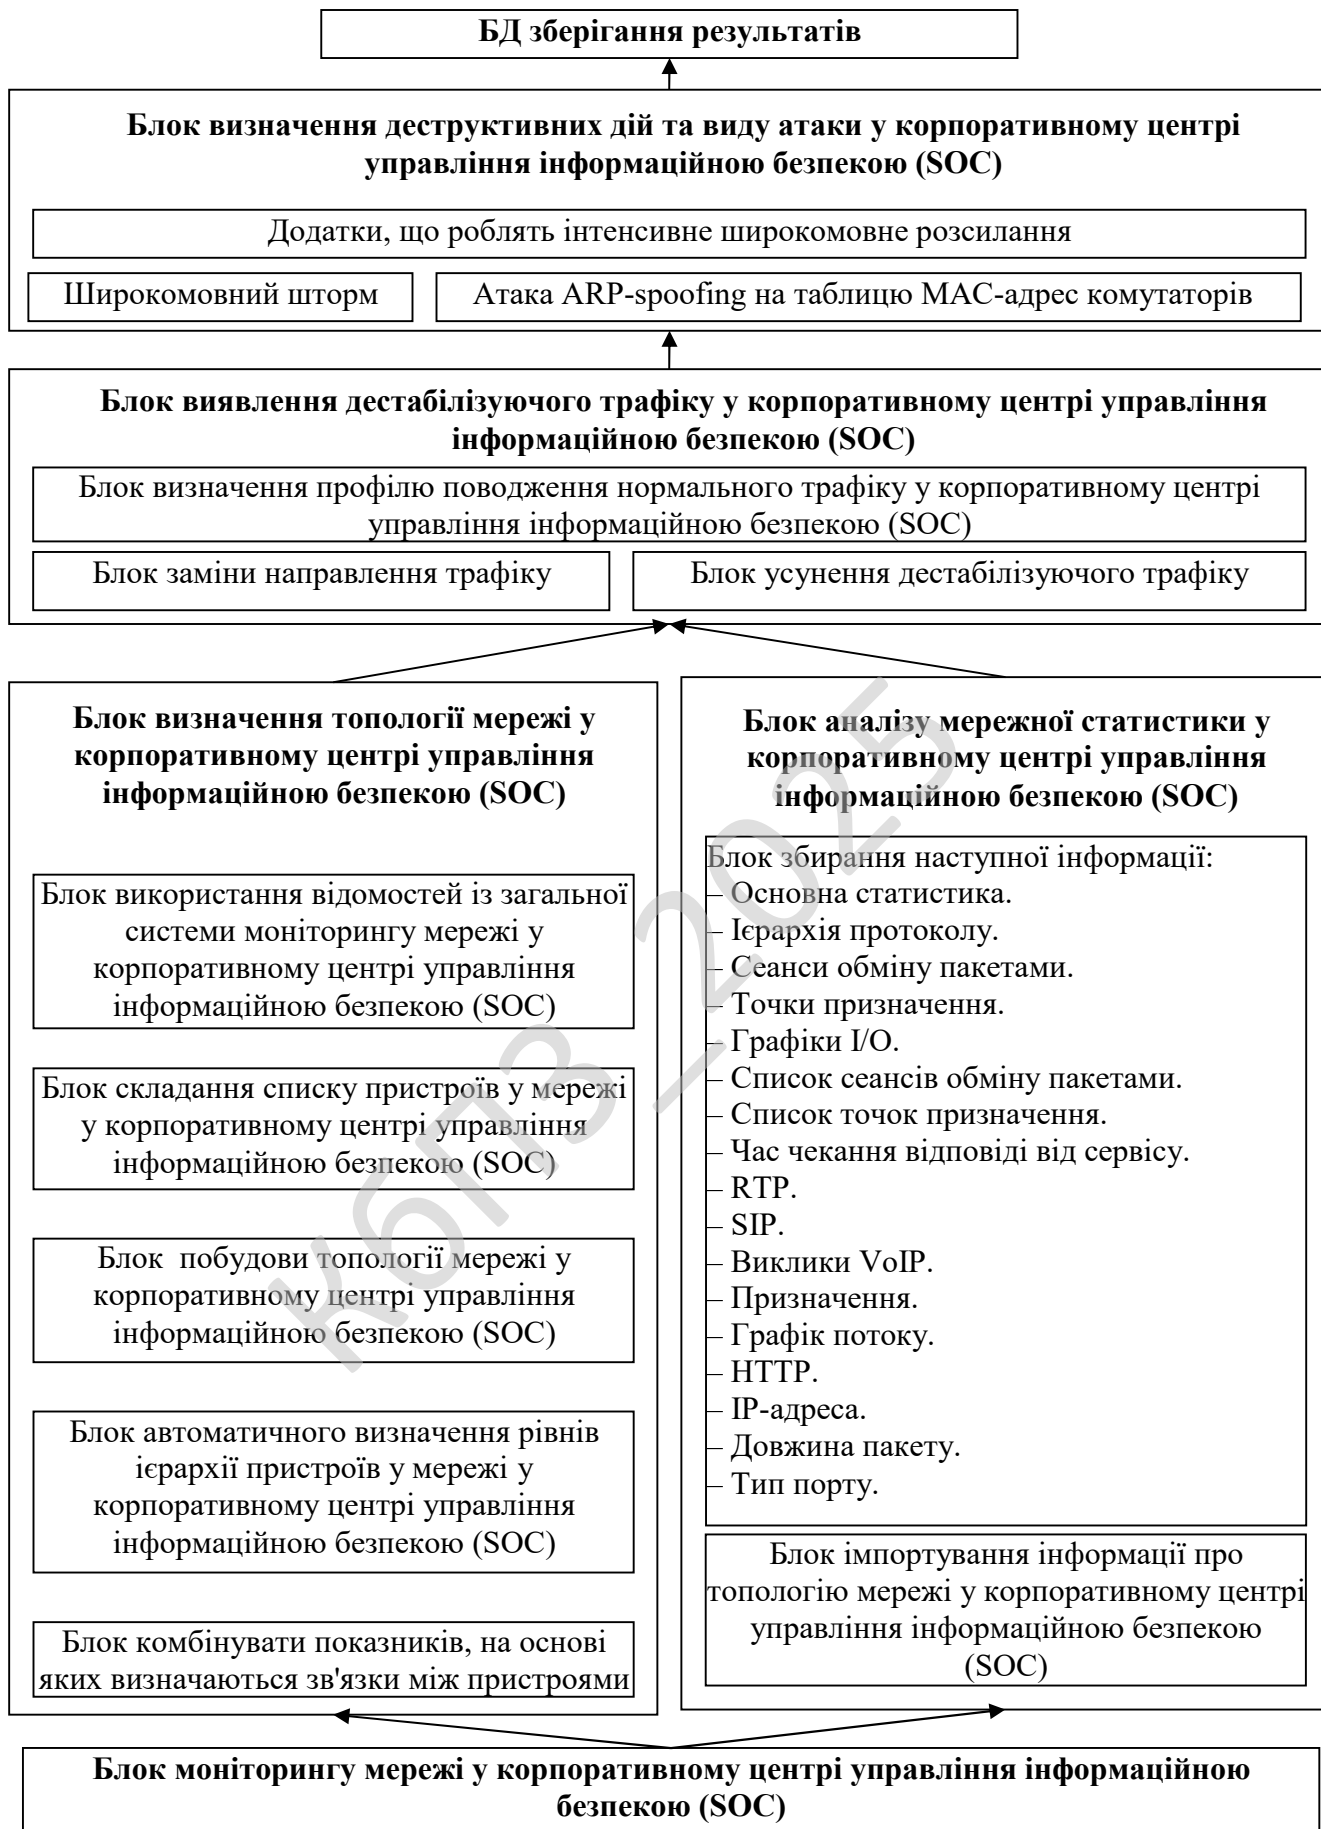 БД зберігання результатів
Блок визначення деструктивних дій та виду атаки у корпоративному центрі
управління інформаційною безпекою (SOC)
Додатки, що роблять інтенсивне широкомовне розсилання
Широкомовний шторм
Атака ARP-spoofing на таблицю MAC-адрес комутаторів
Блок виявлення дестабілізуючого трафіку у корпоративному центрі управління
інформаційною безпекою (SOC)
Блок визначення профілю поводження нормального трафіку у корпоративному центрі
управління інформаційною безпекою (SOC)
Блок заміни направлення трафіку
Блок усунення дестабілізуючого трафіку
Блок визначення топології мережі у
корпоративному центрі управління
інформаційною безпекою (SOC)
Блок використання відомостей із загальної
системи моніторингу мережі у
корпоративному центрі управління
інформаційною безпекою (SOC)
Блок складання списку пристроїв у мережі
у корпоративному центрі управління
інформаційною безпекою (SOC)
Блок побудови топології мережі у
корпоративному центрі управління
інформаційною безпекою (SOC)
Блок автоматичного визначення рівнів
ієрархії пристроїв у мережі у
корпоративному центрі управління
інформаційною безпекою (SOC)
Блок комбінувати показників, на основі
яких визначаються зв'язки між пристроями
Блок аналізу мережної статистики у
корпоративному центрі управління
інформаційною безпекою (SOC)
Блок збирання наступної інформації:
– Основна статистика.
– Ієрархія протоколу.
– Сеанси обміну пакетами.
– Точки призначення.
– Графіки I/O.
– Список сеансів обміну пакетами.
– Список точок призначення.
– Час чекання відповіді від сервісу.
– RTP.
– SIP.
– Виклики VoIP.
– Призначення.
– Графік потоку.
– HTTP.
– IP-адреса.
– Довжина пакету.
– Тип порту.
Блок імпортування інформації про
топологію мережі у корпоративному центрі
управління інформаційною безпекою
(SOC)
Блок моніторингу мережі у корпоративному центрі управління інформаційною
безпекою (SOC)
КбПЗ_2025